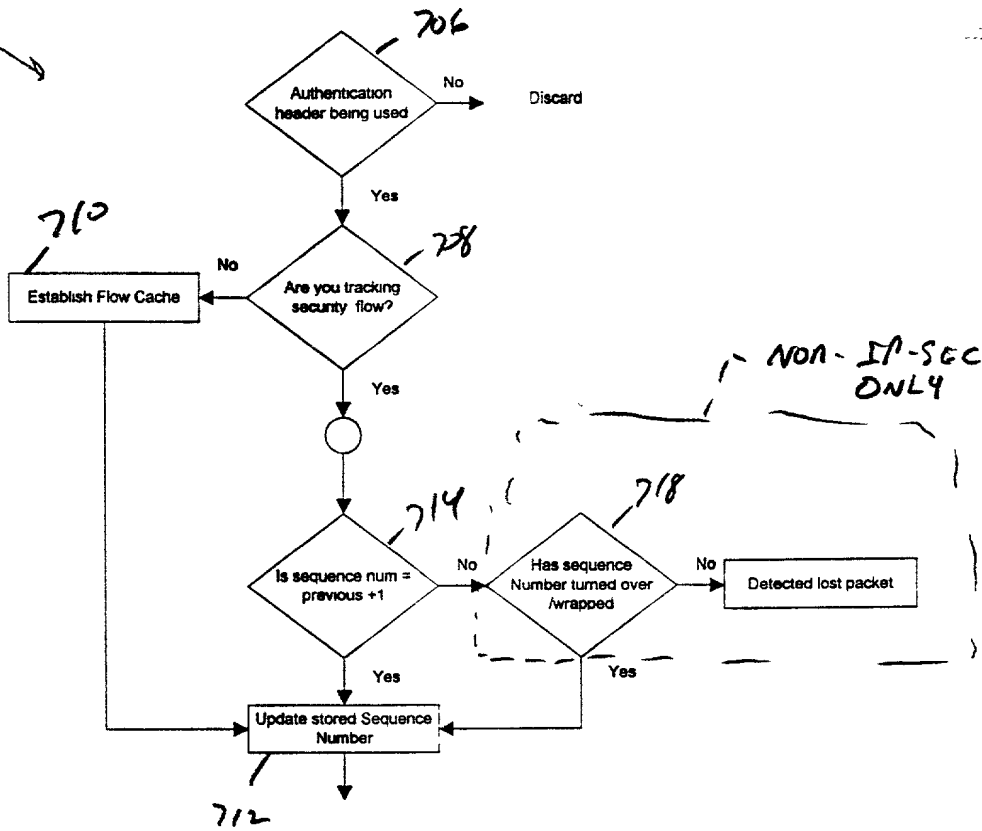 706
Authentication
header being used
No
Discard
Yes
710
708
No
Are you tracking
security flow?
Establish Flow Cache
Yes
NON-IP-SEC
ONLY
714
718
Is sequence num =
previous +1
No
Has sequence
Number turned over
/wrapped
No
Detected lost packet
Yes
Yes
Update stored Sequence
Number
712